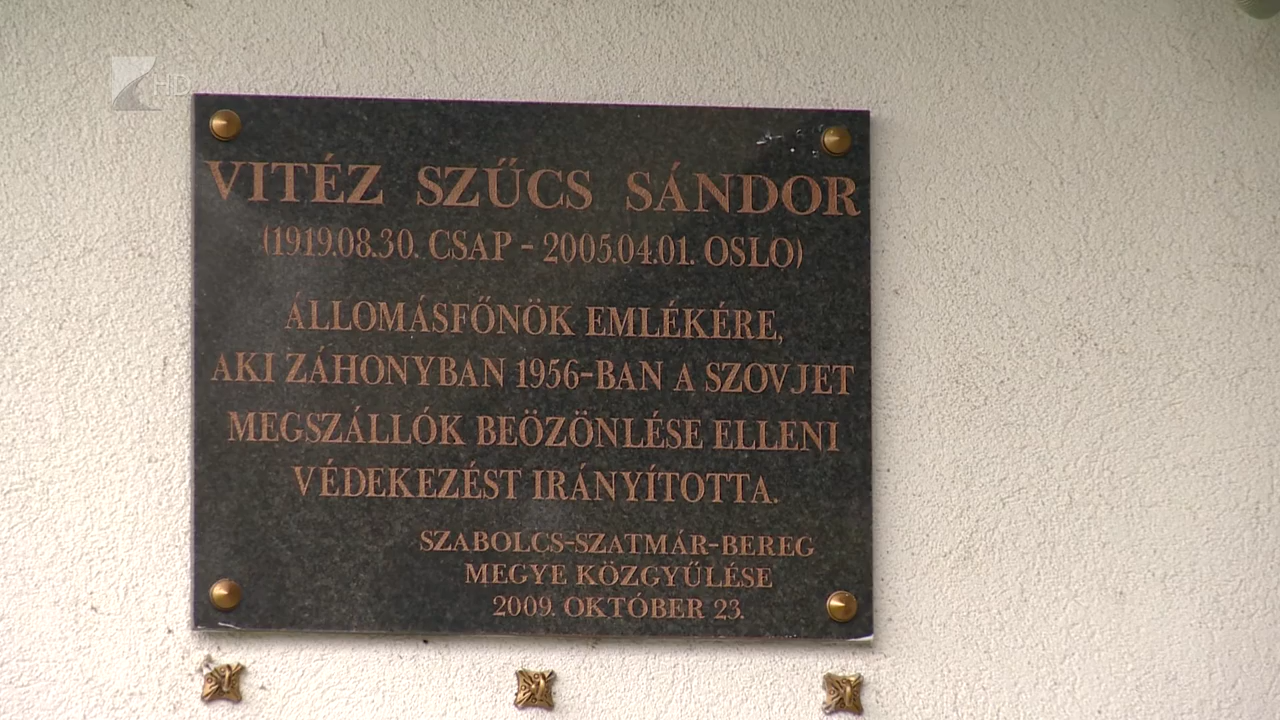 HD
VITÉZ SZŰCS SÁNDOR
(1919.08.30. CSAP - 2005.04.01. OSLO)
ÁLLOMÁSFŐNÖK EMLÉKÉRE,
AKI ZÁHONYBAN 1956-BAN A SZOVJET
MEGSZÁLLÓK BEÖZÖNLÉSE ELLENI
VÉDEKEZÉST IRÁNYÍTOTTA.
SZABOLCS-SZATMÁR-BEREG
MEGYE KÖZGYŰLÉSE
2009. OKTÓBER 23.